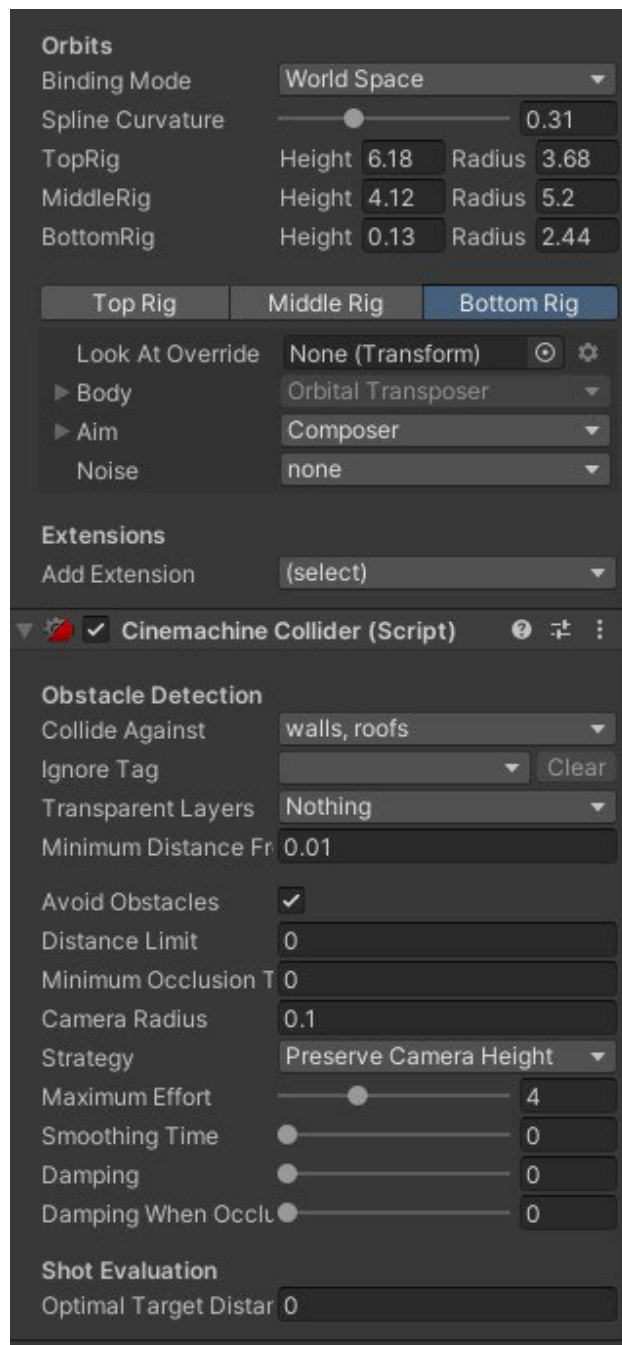 Orbits
Binding Mode World Space
Spline Curvature 0.31
TopRig Height 6.18 Radius 3.68
MiddleRig Height 4.12 Radius 5.2
BottomRig Height 0.13 Radius 2.44
Top Rig Middle Rig Bottom Rig
Look At Override None (Transform)
Body Orbital Transposer
Aim Composer
Noise none
Extensions
Add Extension (select)
Cinemachine Collider (Script)
Obstacle Detection
Collide Against walls, roofs
Ignore Tag Clear
Transparent Layers Nothing
Minimum Distance Fr 0.01
Avoid Obstacles
Distance Limit 0
Minimum Occlusion T 0
Camera Radius 0.1
Strategy Preserve Camera Height
Maximum Effort 4
Smoothing Time 0
Damping 0
Damping When Occlu 0
Shot Evaluation
Optimal Target Distar 0